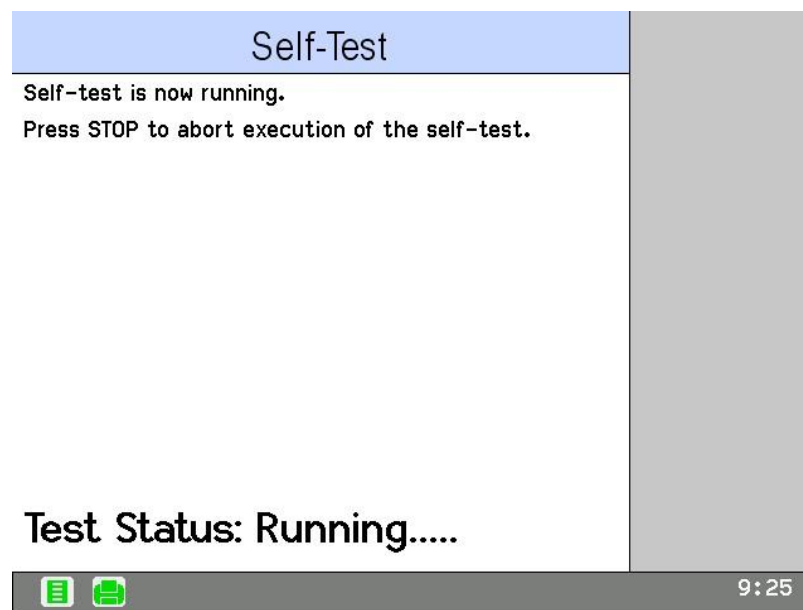 Self-Test
Self-test is now running.
Press STOP to abort execution of the self-test.
Test Status: Running.....
9:25